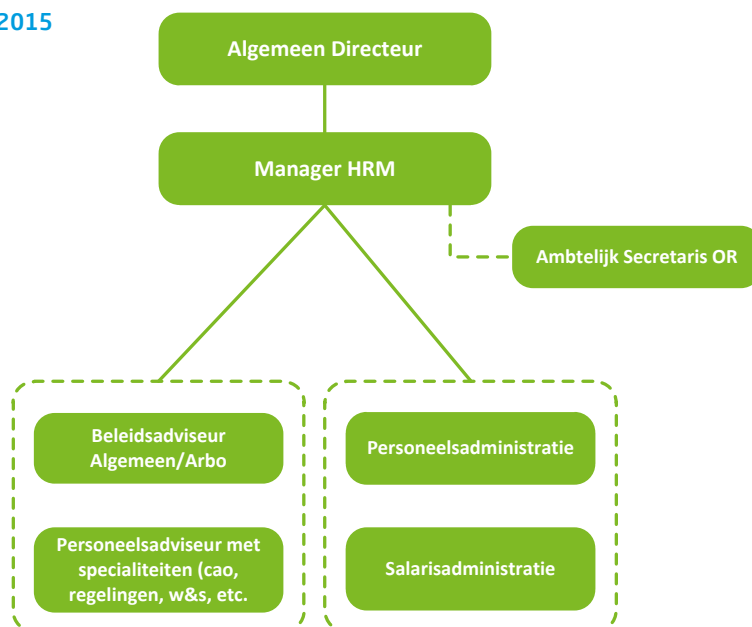 2015
Algemeen Directeur
Manager HRM
Ambtelijk Secretaris OR
Beleidsadviseur
Algemeen/Arbo
Personeelsadviseur met
specialiteiten (cao,
regelingen, w&s, etc.
Personeelsadministratie
Salarisadministratie